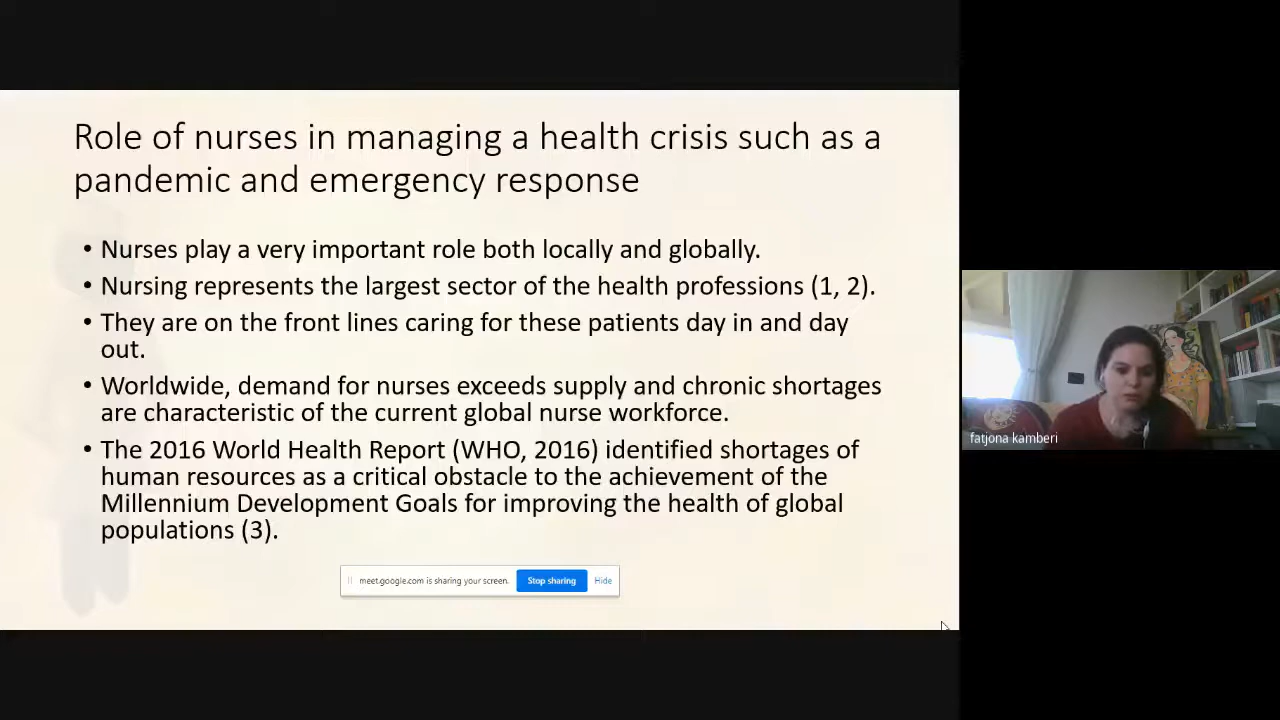 Role of nurses in managing a health crisis such as a
pandemic and emergency response
• Nurses play a very important role both locally and globally.
• Nursing represents the largest sector of the health professions (1, 2).
• They are on the front lines caring for these patients day in and day
out.
• Worldwide, demand for nurses exceeds supply and chronic shortages
are characteristic of the current global nurse workforce.
• The 2016 World Health Report (WHO, 2016) identified shortages of
human resources as a critical obstacle to the achievement of the
Millennium Development Goals for improving the health of global
populations (3).
meet.google.com is sharing your screen. Stop sharing Hide
fatjona kamberi